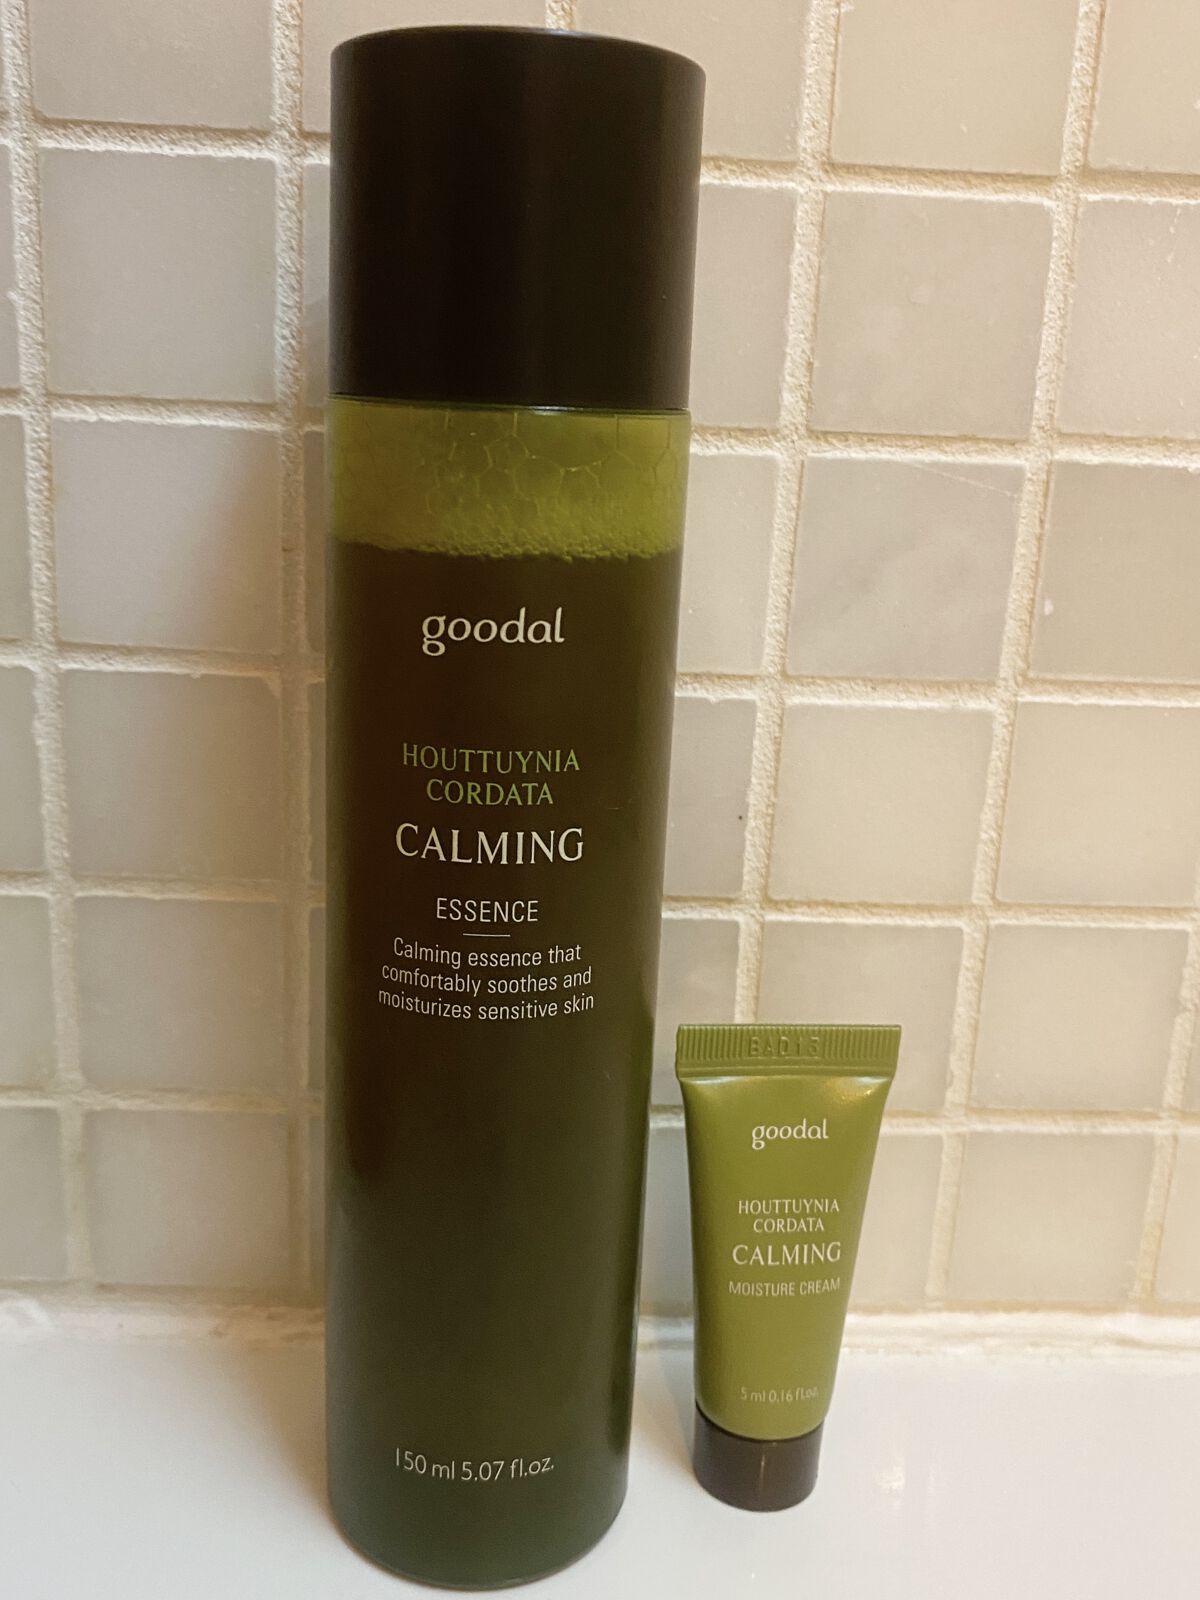 goodal
HOUTTUYNIA
CORDATA
CALMING
ESSENCE
Calming essence that
comfortably soothes and
moisturizes sensitive skin
150 ml 5.07 fl.oz.
goodal
HOUTTUYNIA
CORDATA
CALMING
MOISTURE CREAM
5 ml 0.16 fl.oz.